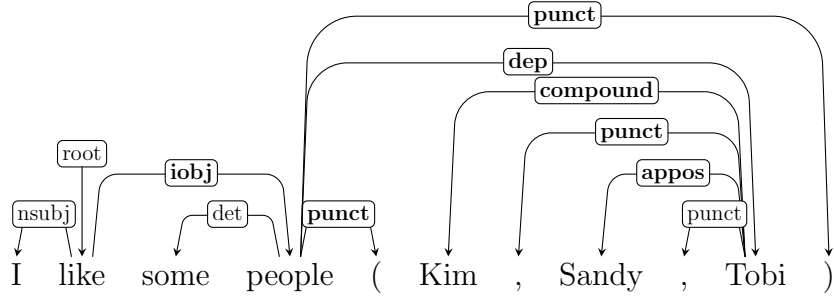 punct
dep
compound
punct
root
iobj
appos
nsubj det punct punct
I like some people ( Kim , Sandy , Tobi )